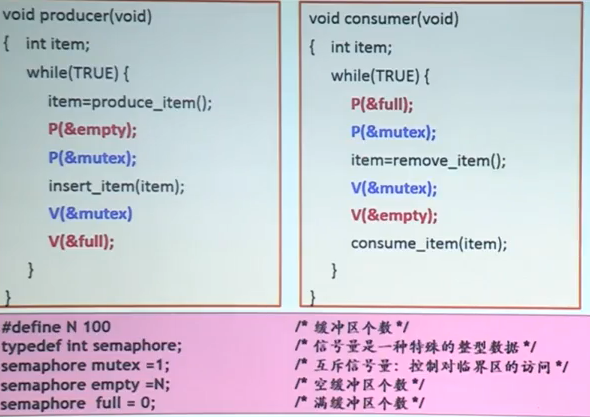 void producer(void)
{ int item;
while(TRUE) {
item=produce_item();
P(&empty);
P(&mutex);
insert_item(item);
V(&mutex)
V(&full);
}
}
void consumer(void)
{ int item;
while(TRUE) {
P(&full);
P(&mutex);
item=remove_item();
V(&mutex);
V(&empty);
consume_item(item);
}
}
#define N 100 /* 缓冲区个数 */
typedef int semaphore; /* 信号量是一种特殊的整型数据 */
semaphore mutex =1; /* 互斥信号量：控制对临界区的访问 */
semaphore empty =N; /* 空缓冲区个数 */
semaphore full = 0; /* 满缓冲区个数 */